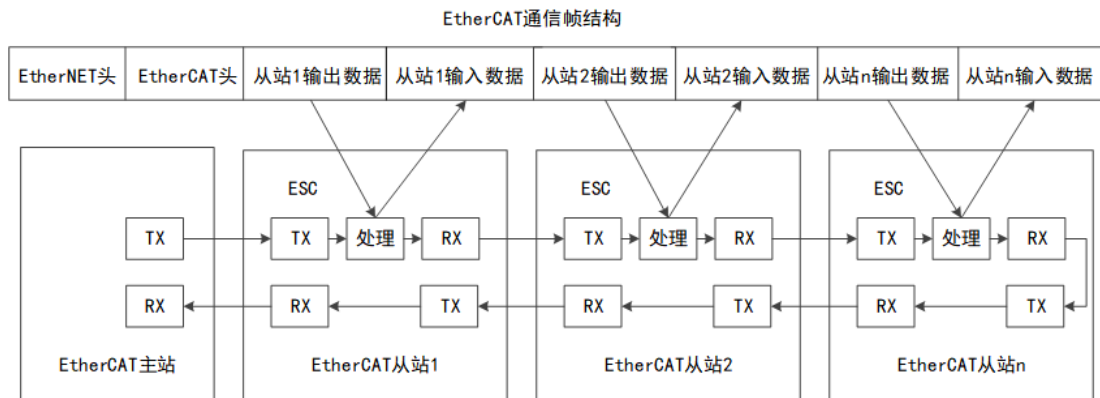 EtherCAT通信帧结构
EtherNET头 EtherCAT头 从站1输出数据 从站1输入数据 从站2输出数据 从站2输入数据 从站n输出数据 从站n输入数据
ESC ESC ESC
TX TX 处理 RX TX 处理 RX TX 处理 RX
RX RX TX RX TX RX TX
EtherCAT主站 EtherCAT从站1 EtherCAT从站2 EtherCAT从站n